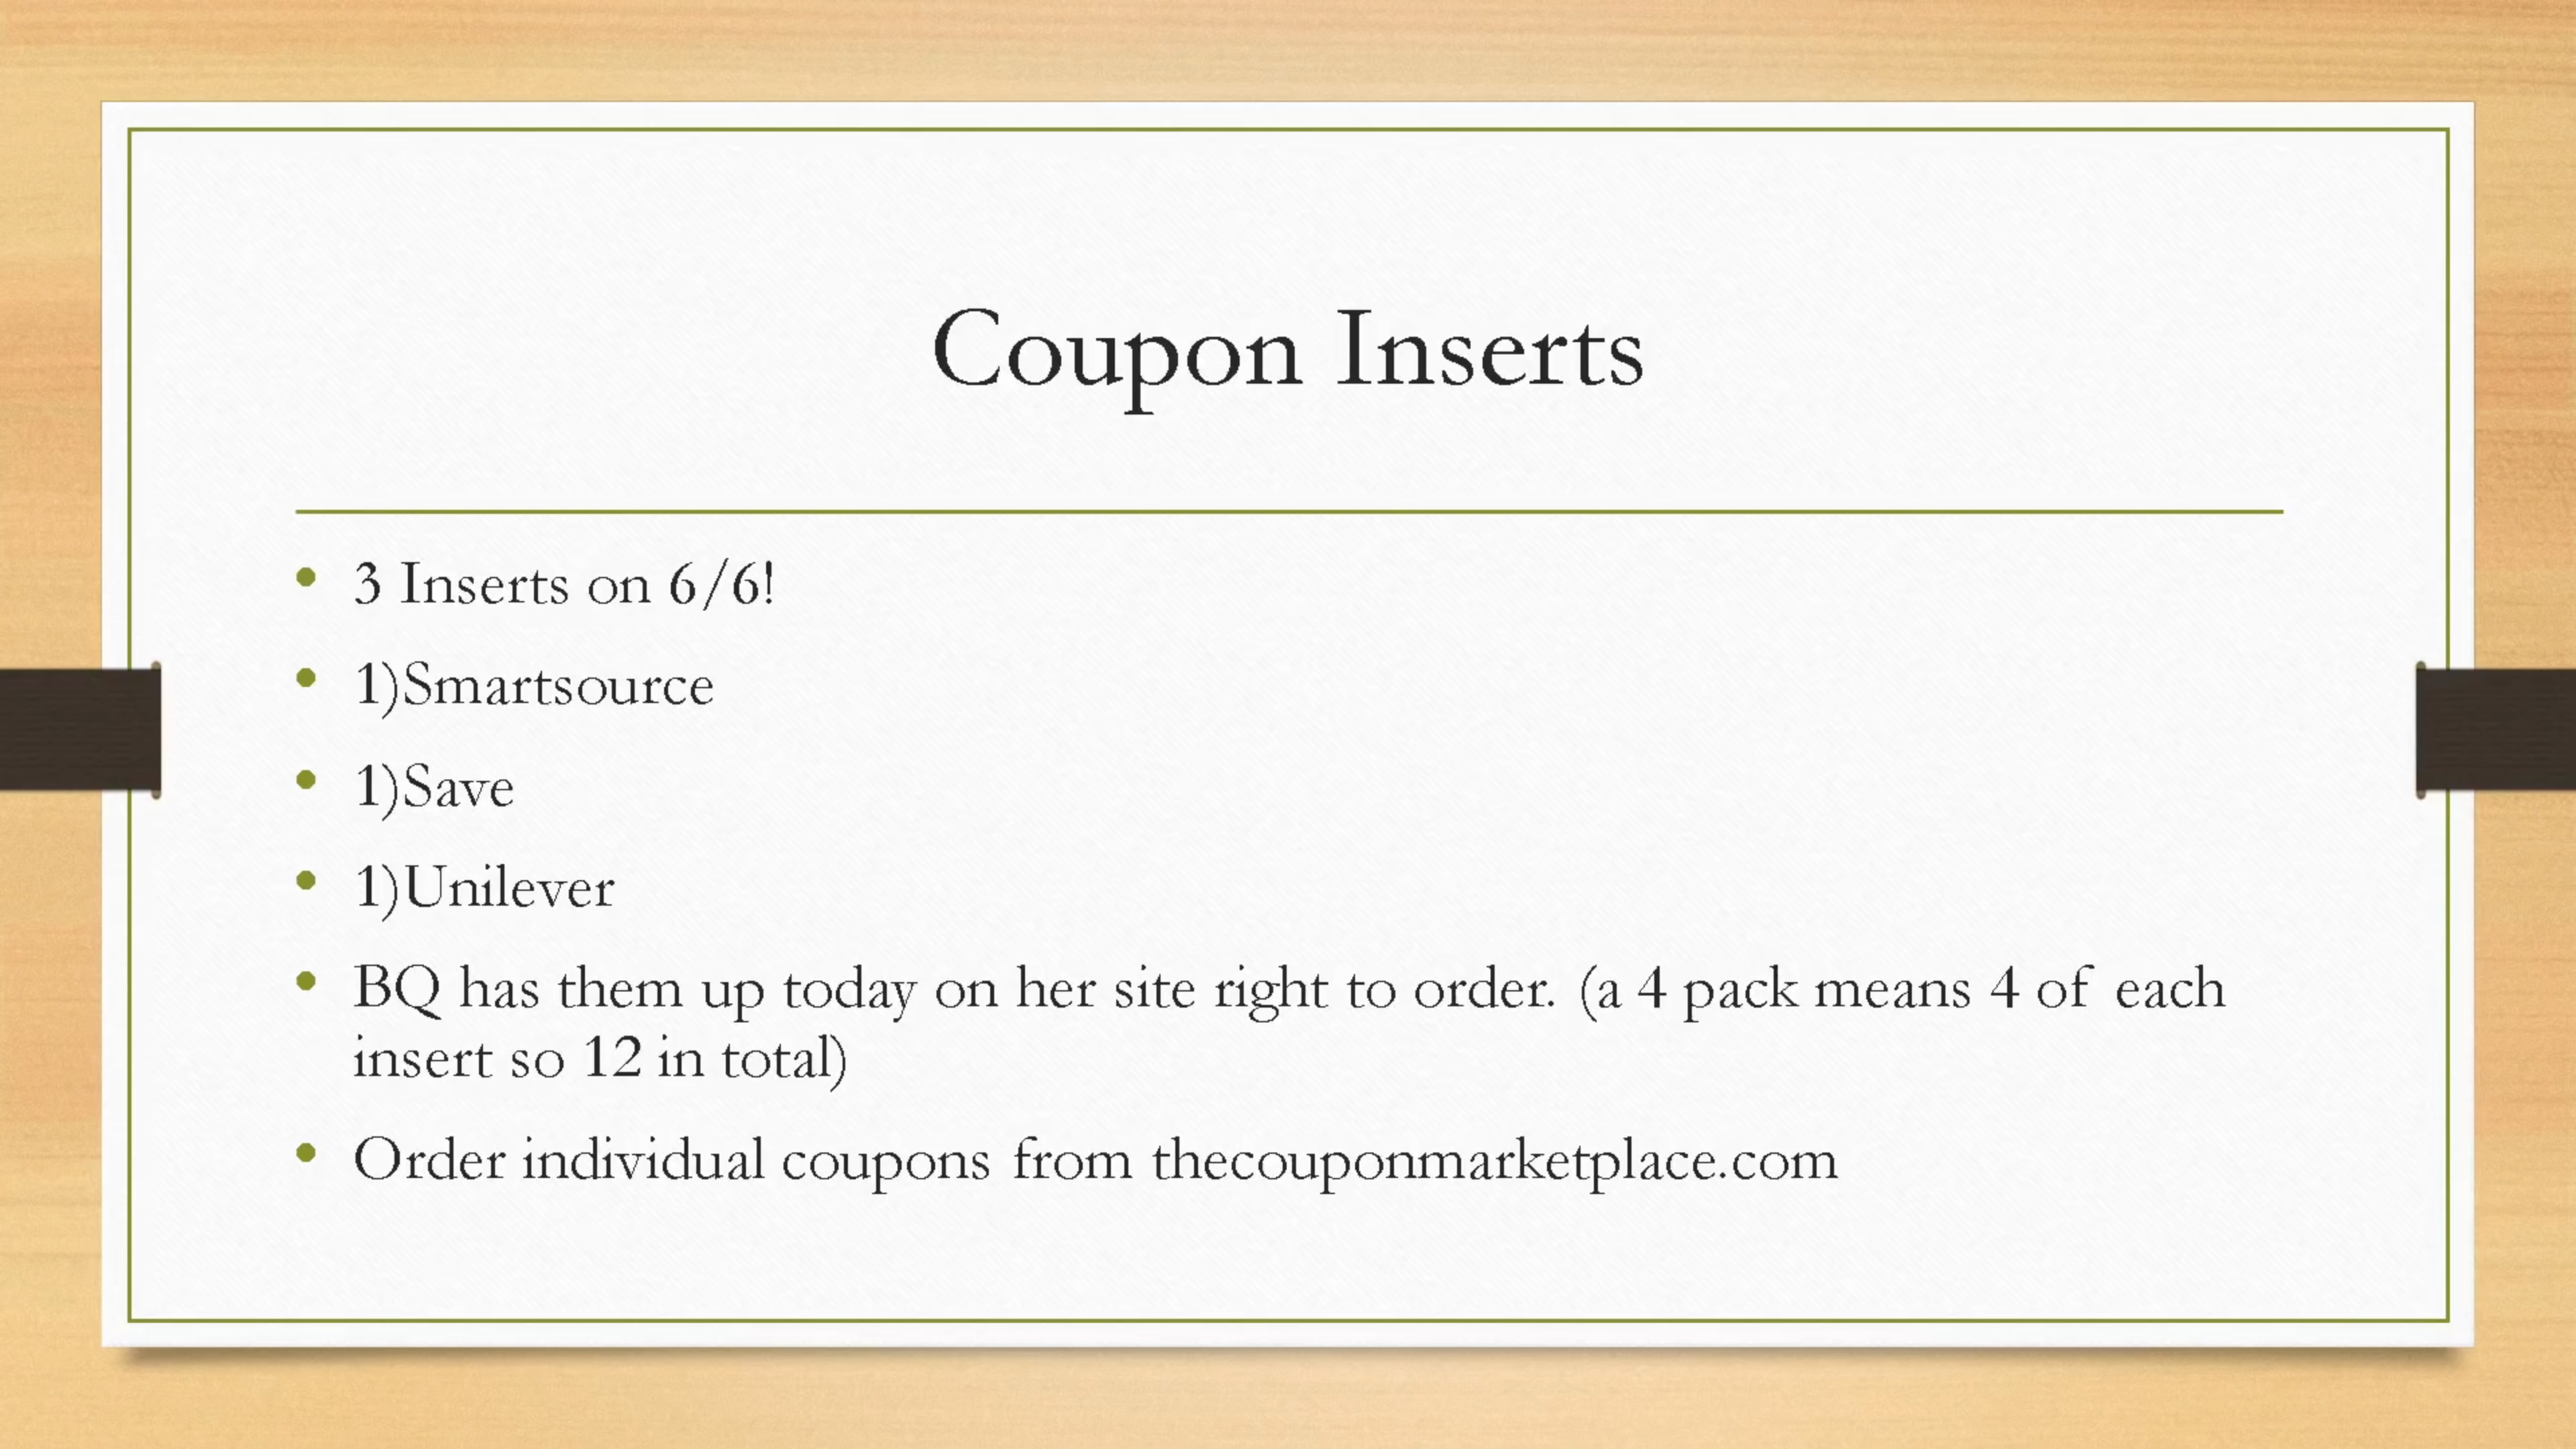 Coupon Inserts
• 3 Inserts on 6/6!
• 1)Smartsource
• 1)Save
• 1)Unilever
• BQ has them up today on her site right to order. (a 4 pack means 4 of each
insert so 12 in total)
• Order individual coupons from thecouponmarketplace.com